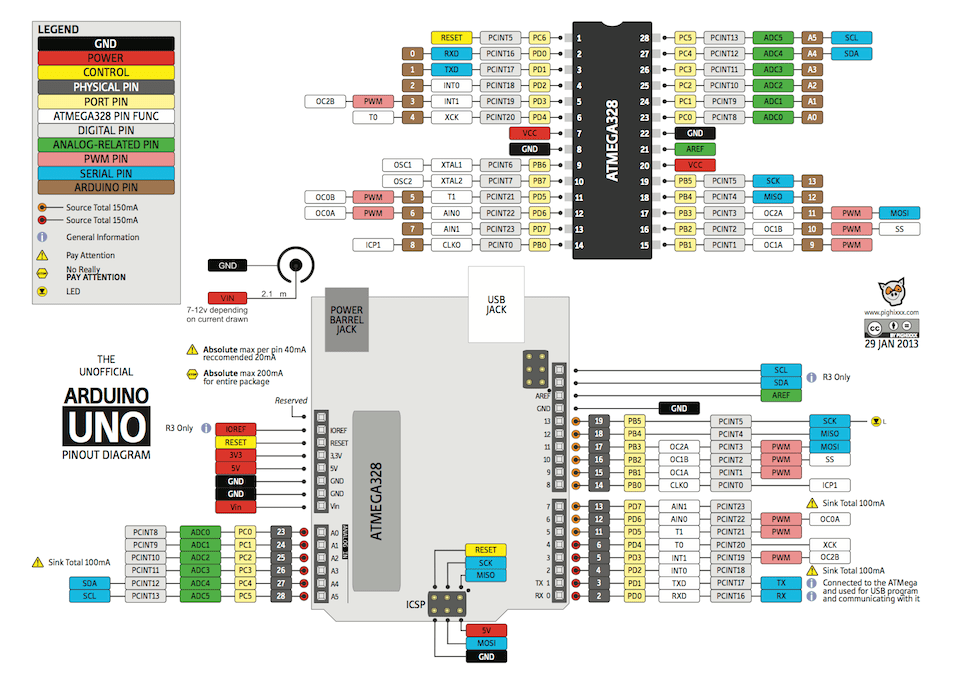 LEGEND
GND
POWER
CONTROL
PHYSICAL PIN
PORT PIN
ATMEGA328 PIN FUNC
DIGITAL PIN
ANALOG-RELATED PIN
PWM PIN
SERIAL PIN
ARDUINO PIN
Source Total 150mA
Source Total 150mA
General Information
Pay Attention
No Really
PAY ATTENTION
LED
RESET PCINT5 PC6 1
0 RXD PCINT16 PD0 2
1 TXD PCINT17 PD1 3
2 INT0 PCINT18 PD2 4
OC2B PWM 3 INT1 PCINT19 PD3 5
T0 4 XCK PCINT20 PD4 6
VCC 7
GND 8
OSC1 XTAL1 PCINT6 PB6 9
OSC2 XTAL2 PCINT7 PB7 10
OC0B PWM 5 T1 PCINT21 PD5 11
OC0A PWM 6 AIN0 PCINT22 PD6 12
7 AIN1 PCINT23 PD7 13
ICP1 8 CLKO PCINT0 PB0 14
ATMEGA328
28 PC5 PCINT13 ADC5 A5 SCL
27 PC4 PCINT12 ADC4 A4 SDA
26 PC3 PCINT11 ADC3 A3
25 PC2 PCINT10 ADC2 A2
24 PC1 PCINT9 ADC1 A1
23 PC0 PCINT8 ADC0 A0
22 GND
21 AREF
20 VCC
19 PB5 PCINT5 SCK 13
18 PB4 PCINT4 MISO 12
17 PB3 PCINT3 OC2A 11 PWM MOSI
16 PB2 PCINT2 OC1B 10 PWM SS
15 PB1 PCINT1 OC1A 9 PWM
GND
VIN
2.1 m
7-12v depending
on current drawn
POWER
BARREL
JACK
USB
JACK
www.pighixxx.com
cc
BY ND
29 JAN 2013
THE
UNOFFICIAL
ARDUINO
UNO
PINOUT DIAGRAM
Absolute max per pin 40mA
reccomended 20mA
Absolute max 200mA
for entire package
Reserved
R3 Only IOREF IOREF
RESET RESET
3V3 3,3V
5V 5V
GND GND
GND GND
Vin Vin
PCINT8 ADC0 PC0 23 A0
PCINT9 ADC1 PC1 24 A1
PCINT10 ADC2 PC2 25 A2
PCINT11 ADC3 PC3 26 A3
SDA PCINT12 ADC4 PC4 27 A4
SCL PCINT13 ADC5 PC5 28 A5
Sink Total 100mA
ANALOG IN
ATMEGA328
SCL
SDA
R3 Only
AREF AREF
GND GND
13 19 PB5 PCINT5 SCK L
12 18 PB4 PCINT4 MISO
11 17 PB3 OC2A PCINT3 PWM MOSI
10 16 PB2 OC1B PCINT2 PWM SS
9 15 PB1 OC1A PCINT1 PWM
8 14 PB0 CLKO PCINT0 ICP1
Sink Total 100mA
7 13 PD7 AIN1 PCINT23
6 12 PD6 AIN0 PCINT22 PWM OC0A
5 11 PD5 T1 PCINT21 PWM
4 6 PD4 T0 PCINT20 XCK
3 5 PD3 INT1 PCINT19 PWM OC2B
2 4 PD2 INT0 PCINT18 Sink Total 100mA
TX 1 3 PD1 TXD PCINT17 TX
RX 0 2 PD0 RXD PCINT16 RX
Connected to the ATMega
and used for USB program
and communicating with it
RESET
SCK
MISO
ICSP
5V
MOSI
GND